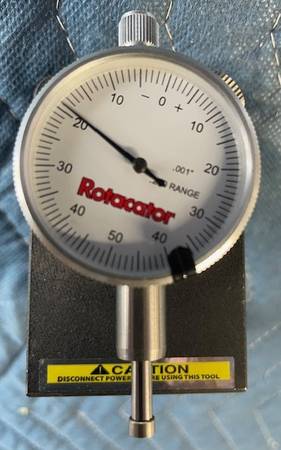 10 − 0 + 10
20 20
.001"
RANGE
30 Rotacator 30
40 40
50
CAUTION
DISCONNECT POWER USING THIS TOOL